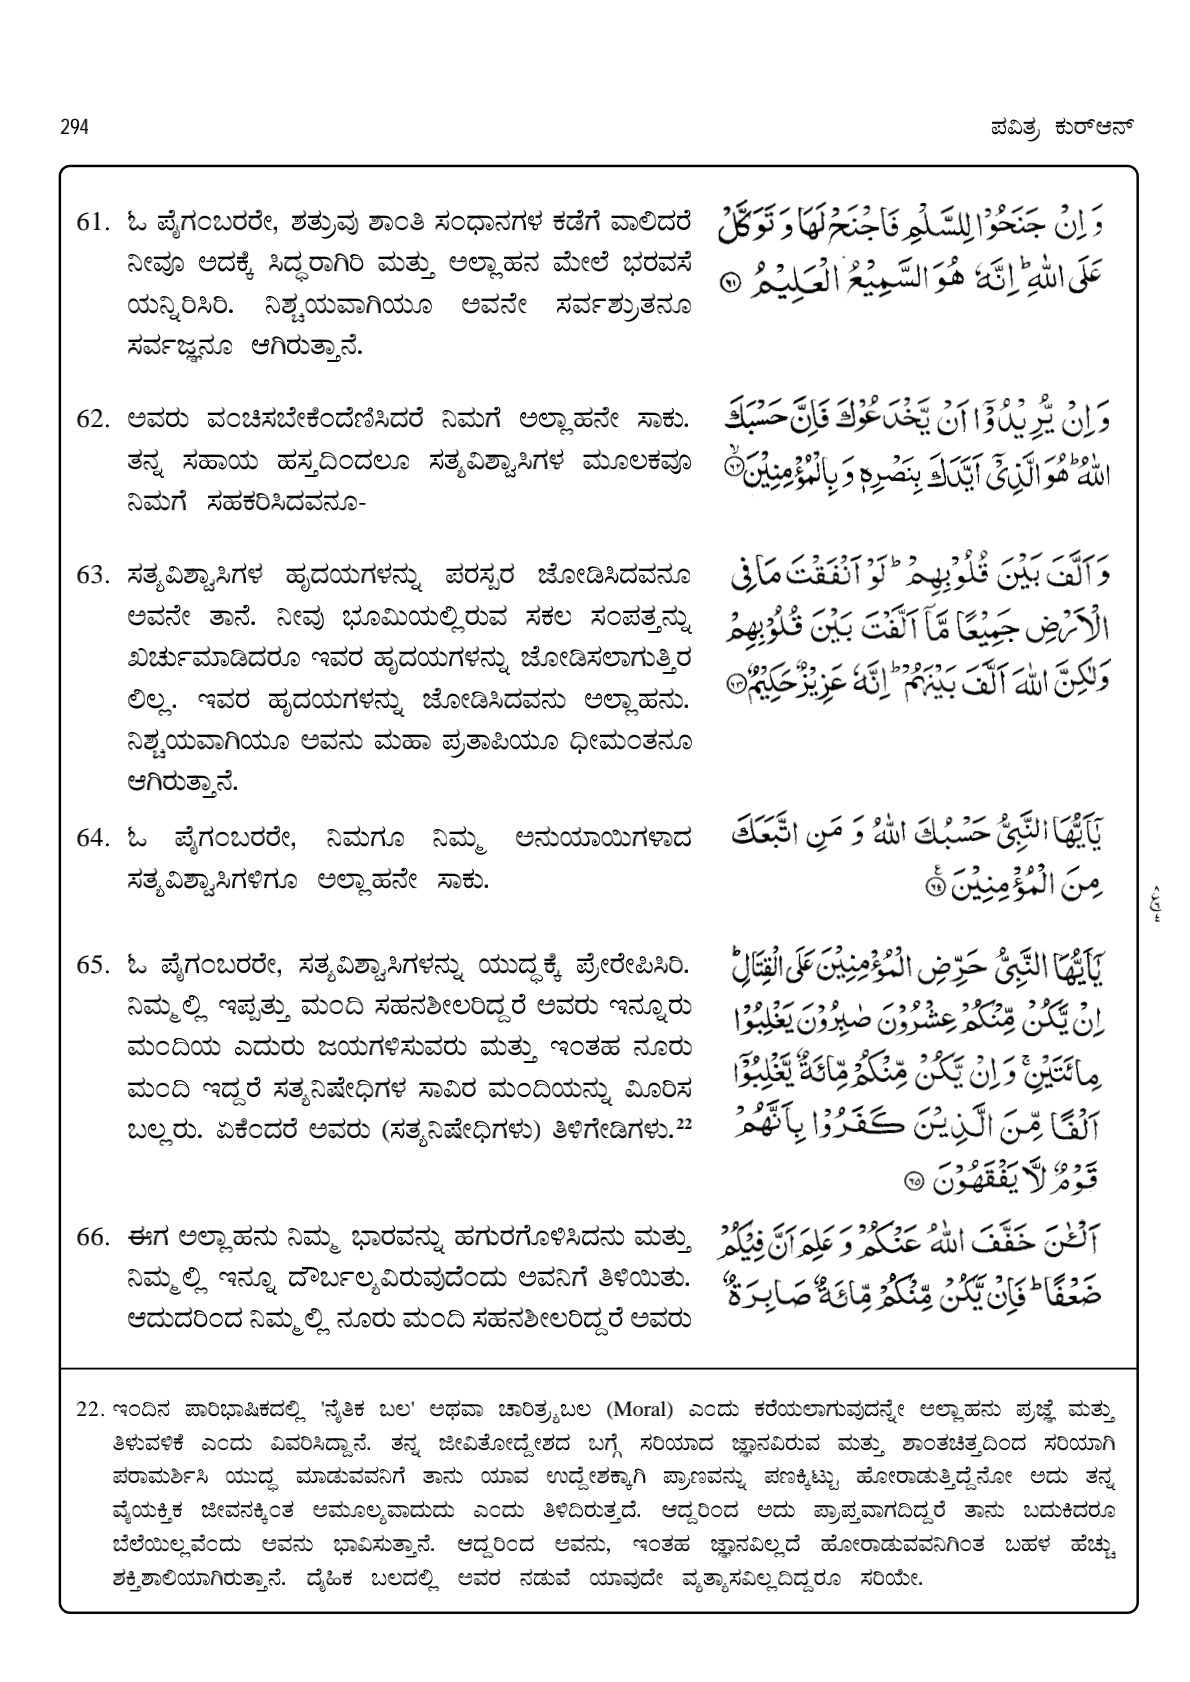 294
ಪವಿತ್ರ ಕುರ್‌ಆನ್
61. ಓ ಪೈಗಂಬರರೇ, ಶತ್ರುವು ಶಾಂತಿ ಸಂಧಾನಗಳ ಕಡೆಗೆ ವಾಲಿದರೆ
ನೀವೂ ಅದಕ್ಕೆ ಸಿದ್ಧರಾಗಿರಿ ಮತ್ತು ಅಲ್ಲಾಹನ ಮೇಲೆ ಭರವಸೆ
ಯನ್ನಿರಿಸಿರಿ. ನಿಶ್ಚಯವಾಗಿಯೂ ಅವನೇ ಸರ್ವಶ್ರುತನೂ
ಸರ್ವಜ್ಞನೂ ಆಗಿರುತ್ತಾನೆ.
وَ اِنْ جَنَحُوْا لِلسَّلْمِ فَاجْنَحْ لَهَا وَ تَوَكَّلْ
عَلَى اللّٰهِ ؕ اِنَّهٗ هُوَ السَّمِيْعُ الْعَلِيْمُ ﴿۶۱﴾
62. ಅವರು ವಂಚಿಸಬೇಕೆಂದೆಣಿಸಿದರೆ ನಿಮಗೆ ಅಲ್ಲಾಹನೇ ಸಾಕು.
ತನ್ನ ಸಹಾಯ ಹಸ್ತದಿಂದಲೂ ಸತ್ಯವಿಶ್ವಾಸಿಗಳ ಮೂಲಕವೂ
ನಿಮಗೆ ಸಹಕರಿಸಿದವನೂ-
وَ اِنْ يُّرِيْدُوْۤا اَنْ يَّخْدَعُوْكَ فَاِنَّ حَسْبَكَ
اللّٰهُ ؕ هُوَ الَّذِيْۤ اَيَّدَكَ بِنَصْرِهٖ وَ بِالْمُؤْمِنِيْنَ ﴿ۙ۶۲﴾
63. ಸತ್ಯವಿಶ್ವಾಸಿಗಳ ಹೃದಯಗಳನ್ನು ಪರಸ್ಪರ ಜೋಡಿಸಿದವನೂ
ಅವನೇ ತಾನೆ. ನೀವು ಭೂಮಿಯಲ್ಲಿರುವ ಸಕಲ ಸಂಪತ್ತನ್ನು
ಖರ್ಚುಮಾಡಿದರೂ ಇವರ ಹೃದಯಗಳನ್ನು ಜೋಡಿಸಲಾಗುತ್ತಿರ
ಲಿಲ್ಲ. ಇವರ ಹೃದಯಗಳನ್ನು ಜೋಡಿಸಿದವನು ಅಲ್ಲಾಹನು.
ನಿಶ್ಚಯವಾಗಿಯೂ ಅವನು ಮಹಾ ಪ್ರತಾಪಿಯೂ ಧೀಮಂತನೂ
ಆಗಿರುತ್ತಾನೆ.
وَ اَلَّفَ بَيْنَ قُلُوْبِهِمْ ؕ لَوْ اَنْفَقْتَ مَا فِي
الْاَرْضِ جَمِيْعًا مَّاۤ اَلَّفْتَ بَيْنَ قُلُوْبِهِمْ
وَلٰكِنَّ اللّٰهَ اَلَّفَ بَيْنَهُمْ ؕ اِنَّهٗ عَزِيْزٌ حَكِيْمٌ ﴿۶۳﴾
64. ಓ ಪೈಗಂಬರರೇ, ನಿಮಗೂ ನಿಮ್ಮ ಅನುಯಾಯಿಗಳಾದ
ಸತ್ಯವಿಶ್ವಾಸಿಗಳಿಗೂ ಅಲ್ಲಾಹನೇ ಸಾಕು.
يٰۤاَيُّهَا النَّبِيُّ حَسْبُكَ اللّٰهُ وَ مَنِ اتَّبَعَكَ
مِنَ الْمُؤْمِنِيْنَ ﴿۶۴﴾
65. ಓ ಪೈಗಂಬರರೇ, ಸತ್ಯವಿಶ್ವಾಸಿಗಳನ್ನು ಯುದ್ಧಕ್ಕೆ ಪ್ರೇರೇಪಿಸಿರಿ.
ನಿಮ್ಮಲ್ಲಿ ಇಪ್ಪತ್ತು ಮಂದಿ ಸಹನಶೀಲರಿದ್ದರೆ ಅವರು ಇನ್ನೂರು
ಮಂದಿಯ ಎದುರು ಜಯಗಳಿಸುವರು ಮತ್ತು ಇಂತಹ ನೂರು
ಮಂದಿ ಇದ್ದರೆ ಸತ್ಯನಿಷೇಧಿಗಳ ಸಾವಿರ ಮಂದಿಯನ್ನು ಮೀರಿಸ
ಬಲ್ಲರು. ಏಕೆಂದರೆ ಅವರು (ಸತ್ಯನಿಷೇಧಿಗಳು) ತಿಳಿಗೇಡಿಗಳು.²²
يٰۤاَيُّهَا النَّبِيُّ حَرِّضِ الْمُؤْمِنِيْنَ عَلَى الْقِتَالِ ؕ
اِنْ يَّكُنْ مِّنْكُمْ عِشْرُوْنَ صٰبِرُوْنَ يَغْلِبُوْا
مِائَتَيْنِ ۚ وَ اِنْ يَّكُنْ مِّنْكُمْ مِّائَةٌ يَّغْلِبُوْۤا
اَلْفًا مِّنَ الَّذِيْنَ كَفَرُوْا بِاَنَّهُمْ
قَوْمٌ لَّا يَفْقَهُوْنَ ﴿۶۵﴾
66. ಈಗ ಅಲ್ಲಾಹನು ನಿಮ್ಮ ಭಾರವನ್ನು ಹಗುರಗೊಳಿಸಿದನು ಮತ್ತು
ನಿಮ್ಮಲ್ಲಿ ಇನ್ನೂ ದೌರ್ಬಲ್ಯವಿರುವುದೆಂದು ಅವನಿಗೆ ತಿಳಿಯಿತು.
ಆದುದರಿಂದ ನಿಮ್ಮಲ್ಲಿ ನೂರು ಮಂದಿ ಸಹನಶೀಲರಿದ್ದರೆ ಅವರು
اَلْـٰٔنَ خَفَّفَ اللّٰهُ عَنْكُمْ وَ عَلِمَ اَنَّ فِيْكُمْ
ضَعْفًا ؕ فَاِنْ يَّكُنْ مِّنْكُمْ مِّائَةٌ صَابِرَةٌ
22. ಇಂದಿನ ಪಾರಿಭಾಷಿಕದಲ್ಲಿ 'ನೈತಿಕ ಬಲ' ಅಥವಾ ಚಾರಿತ್ರ್ಯಬಲ (Moral) ಎಂದು ಕರೆಯಲಾಗುವುದನ್ನೇ ಅಲ್ಲಾಹನು ಪ್ರಜ್ಞೆ ಮತ್ತು
ತಿಳುವಳಿಕೆ ಎಂದು ವಿವರಿಸಿದ್ದಾನೆ. ತನ್ನ ಜೀವಿತೋದ್ದೇಶದ ಬಗ್ಗೆ ಸರಿಯಾದ ಜ್ಞಾನವಿರುವ ಮತ್ತು ಶಾಂತಚಿತ್ತದಿಂದ ಸರಿಯಾಗಿ
ಪರಾಮರ್ಶಿಸಿ ಯುದ್ಧ ಮಾಡುವವನಿಗೆ ತಾನು ಯಾವ ಉದ್ದೇಶಕ್ಕಾಗಿ ಪ್ರಾಣವನ್ನು ಪಣಕ್ಕಿಟ್ಟು ಹೋರಾಡುತ್ತಿದ್ದೆನೋ ಅದು ತನ್ನ
ವೈಯಕ್ತಿಕ ಜೀವನಕ್ಕಿಂತ ಅಮೂಲ್ಯವಾದುದು ಎಂದು ತಿಳಿದಿರುತ್ತದೆ. ಆದ್ದರಿಂದ ಅದು ಪ್ರಾಪ್ತವಾಗದಿದ್ದರೆ ತಾನು ಬದುಕಿದರೂ
ಬೆಲೆಯಿಲ್ಲವೆಂದು ಅವನು ಭಾವಿಸುತ್ತಾನೆ. ಆದ್ದರಿಂದ ಅವನು, ಇಂತಹ ಜ್ಞಾನವಿಲ್ಲದೆ ಹೋರಾಡುವವನಿಗಿಂತ ಬಹಳ ಹೆಚ್ಚು
ಶಕ್ತಿಶಾಲಿಯಾಗಿರುತ್ತಾನೆ. ದೈಹಿಕ ಬಲದಲ್ಲಿ ಅವರ ನಡುವೆ ಯಾವುದೇ ವ್ಯತ್ಯಾಸವಿಲ್ಲದಿದ್ದರೂ ಸರಿಯೇ.